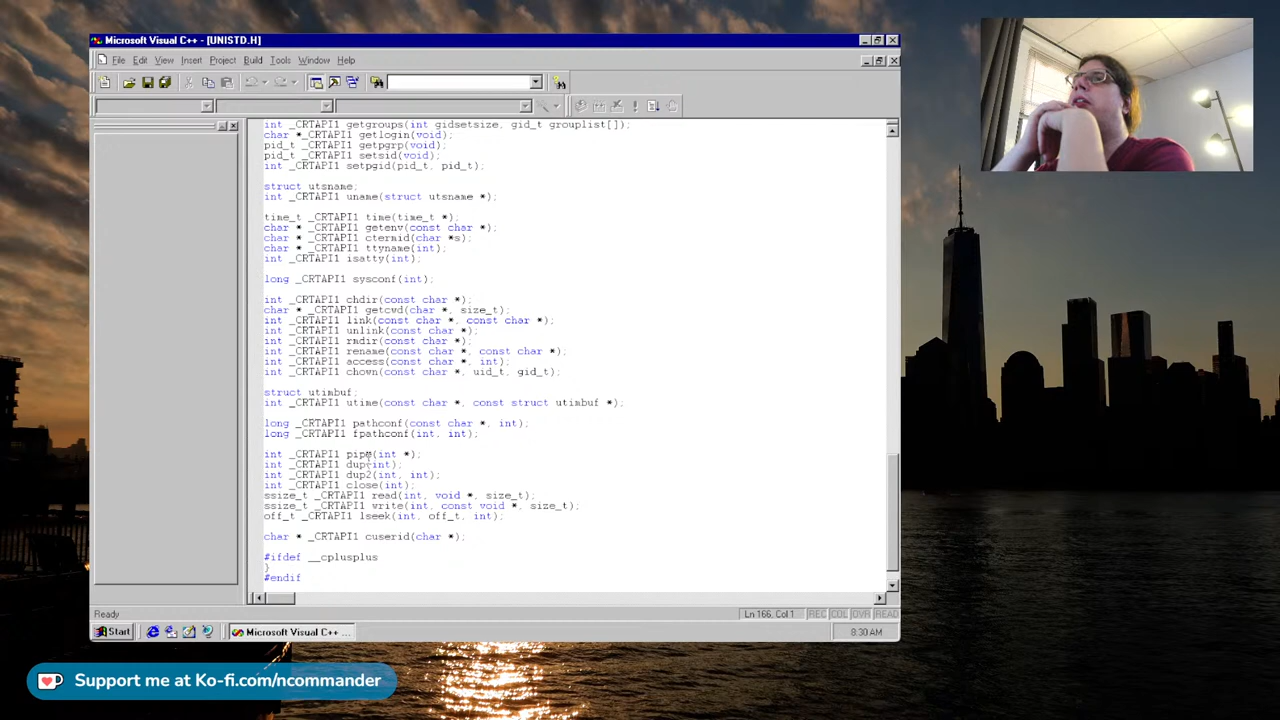 Microsoft Visual C++ - [UNISTD.H]
File Edit View Insert Project Build Tools Window Help
int _CRTAPI1 getgroups(int gidsetsize, gid_t grouplist[]);
char *_CRTAPI1 getlogin(void);
pid_t _CRTAPI1 getpgrp(void);
pid_t _CRTAPI1 setsid(void);
int _CRTAPI1 setpgid(pid_t, pid_t);
struct utsname;
int _CRTAPI1 uname(struct utsname *);
time_t _CRTAPI1 time(time_t *);
char * _CRTAPI1 getenv(const char *);
char * _CRTAPI1 ctermid(char *s);
char * _CRTAPI1 ttyname(int);
int _CRTAPI1 isatty(int);
long _CRTAPI1 sysconf(int);
int _CRTAPI1 chdir(const char *);
char * _CRTAPI1 getcwd(char *, size_t);
int _CRTAPI1 link(const char *, const char *);
int _CRTAPI1 unlink(const char *);
int _CRTAPI1 rmdir(const char *);
int _CRTAPI1 rename(const char *, const char *);
int _CRTAPI1 access(const char *, int);
int _CRTAPI1 chown(const char *, uid_t, gid_t);
struct utimbuf;
int _CRTAPI1 utime(const char *, const struct utimbuf *);
long _CRTAPI1 pathconf(const char *, int);
long _CRTAPI1 fpathconf(int, int);
int _CRTAPI1 pipe(int *);
int _CRTAPI1 dup(int);
int _CRTAPI1 dup2(int, int);
int _CRTAPI1 close(int);
ssize_t _CRTAPI1 read(int, void *, size_t);
ssize_t _CRTAPI1 write(int, const void *, size_t);
off_t _CRTAPI1 lseek(int, off_t, int);
char * _CRTAPI1 cuserid(char *);
#ifdef __cplusplus
}
#endif
Ready
Ln 166, Col 1 REC COL OVR READ
Start
Microsoft Visual C++ ...
8:30 AM
Support me at Ko-fi.com/ncommander